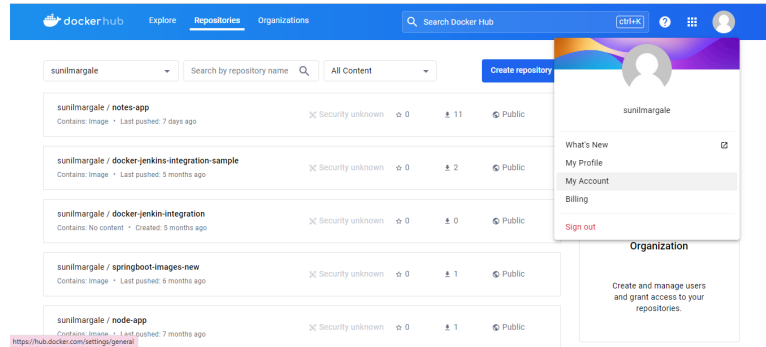 dockerhub Explore Repositories Organizations Search Docker Hub ctrl+K ?
sunilmargale Search by repository name All Content Create repository
sunilmargale
What's New
My Profile
My Account
Billing
Sign out
sunilmargale / notes-app
Contains: Image • Last pushed: 7 days ago
Security unknown 0 11 Public
sunilmargale / docker-jenkins-integration-sample
Contains: Image • Last pushed: 5 months ago
Security unknown 0 2 Public
sunilmargale / docker-jenkin-integration
Contains: No content • Created: 5 months ago
Security unknown 0 0 Public
sunilmargale / springboot-images-new
Contains: Image • Last pushed: 6 months ago
Security unknown 0 1 Public
sunilmargale / node-app
Contains: Image • Last pushed: 7 months ago
Security unknown 0 1 Public
Organization
Create and manage users
and grant access to your
repositories.
https://hub.docker.com/settings/general